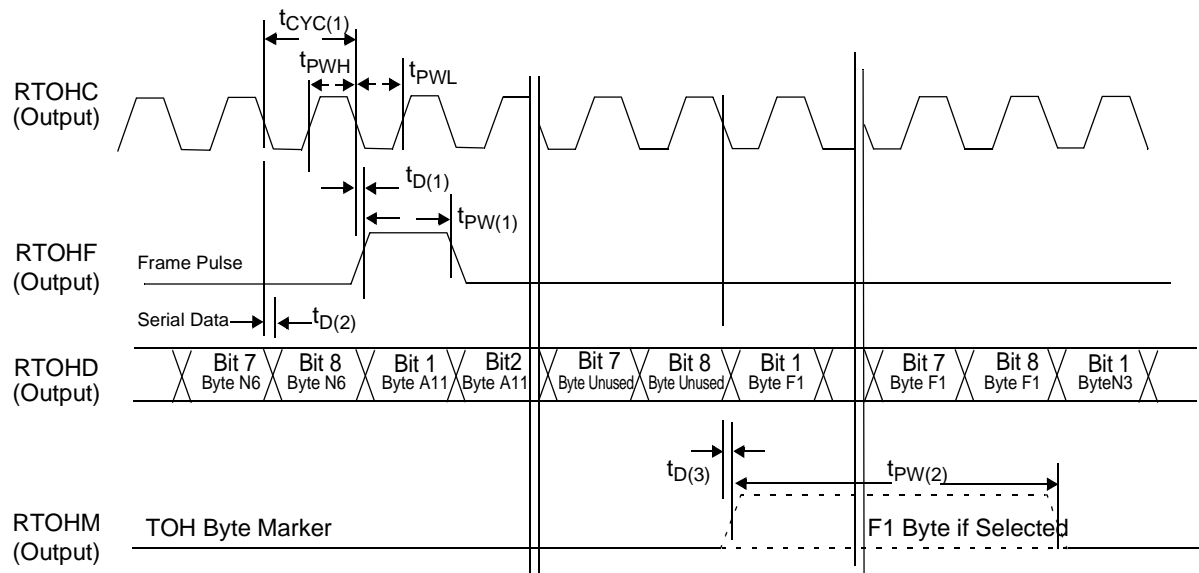 tCYC(1)
tPWH
tPWL
RTOHC
(Output)
tD(1)
tPW(1)
RTOHF
(Output)
Frame Pulse
Serial Data
tD(2)
RTOHD
(Output)
Bit 7
Byte N6
Bit 8
Byte N6
Bit 1
Byte A11
Bit2
Byte A11
Bit 7
Byte Unused
Bit 8
Byte Unused
Bit 1
Byte F1
Bit 7
Byte F1
Bit 8
Byte F1
Bit 1
ByteN3
tD(3)
tPW(2)
RTOHM
(Output)
TOH Byte Marker
F1 Byte if Selected